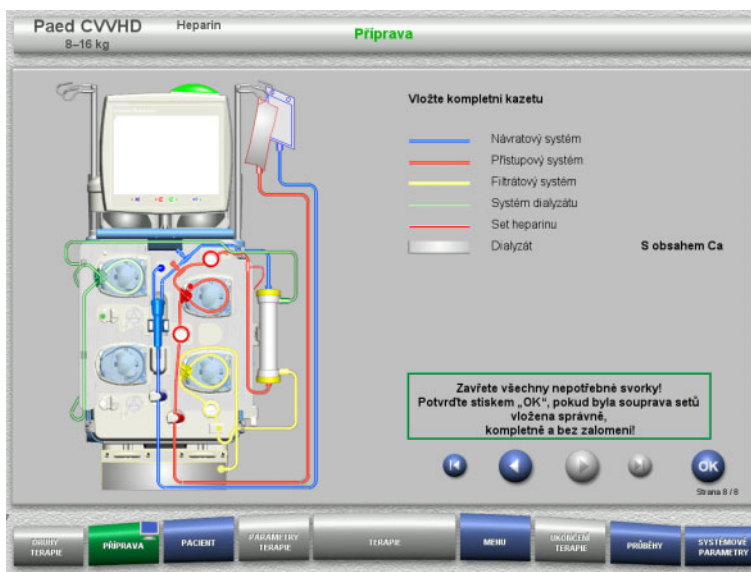 Paed CVVHD Heparin
8–16 kg
Příprava
Vložte kompletní kazetu
Návratový systém
Přístupový systém
Filtrátový systém
Systém dialyzátu
Set heparinu
Dialyzát S obsahem Ca
Zavřete všechny nepotřebné svorky!
Potvrďte stiskem „OK“, pokud byla souprava setů
vložena správně,
kompletně a bez zalomení!
OK
Strana 8 / 8
DRUHY TERAPIE
PŘÍPRAVA
PACIENT
PARAMETRY TERAPIE
TERAPIE
MENU
UKONČENÍ TERAPIE
PRŮBĚHY
SYSTÉMOVÉ PARAMETRY